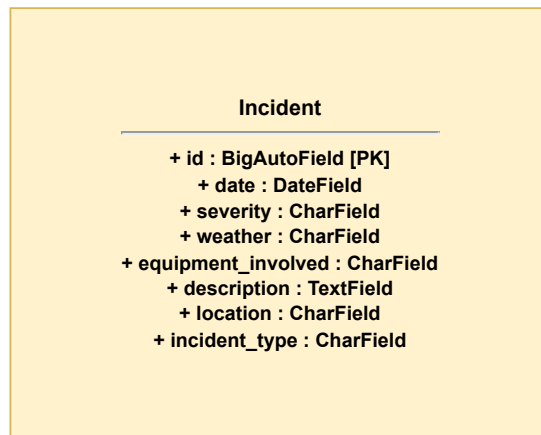 Incident
+ id : BigAutoField [PK]
+ date : DateField
+ severity : CharField
+ weather : CharField
+ equipment_involved : CharField
+ description : TextField
+ location : CharField
+ incident_type : CharField